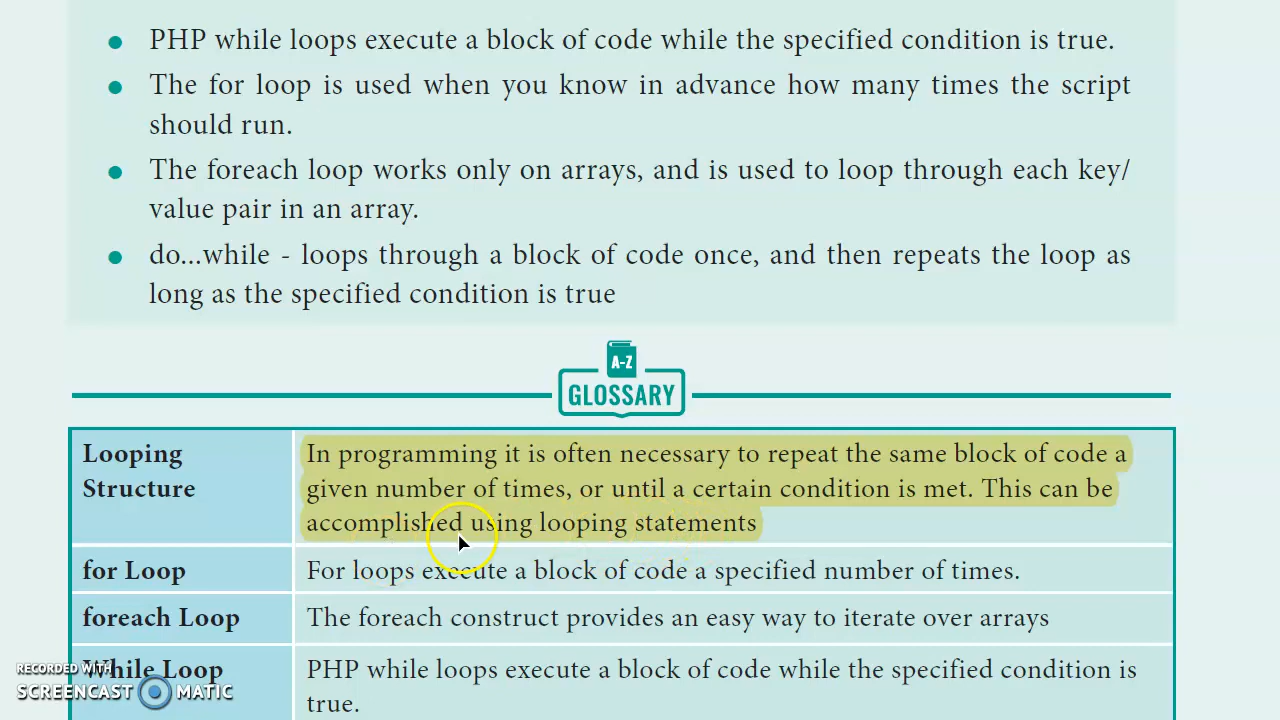 PHP while loops execute a block of code while the specified condition is true.
The for loop is used when you know in advance how many times the script
should run.
The foreach loop works only on arrays, and is used to loop through each key/
value pair in an array.
do...while - loops through a block of code once, and then repeats the loop as
long as the specified condition is true
A-Z
GLOSSARY
Looping
Structure
In programming it is often necessary to repeat the same block of code a
given number of times, or until a certain condition is met. This can be
accomplished using looping statements
for Loop
For loops execute a block of code a specified number of times.
foreach Loop
The foreach construct provides an easy way to iterate over arrays
While Loop
PHP while loops execute a block of code while the specified condition is
true.
RECORDED WITH
SCREENCAST MATIC